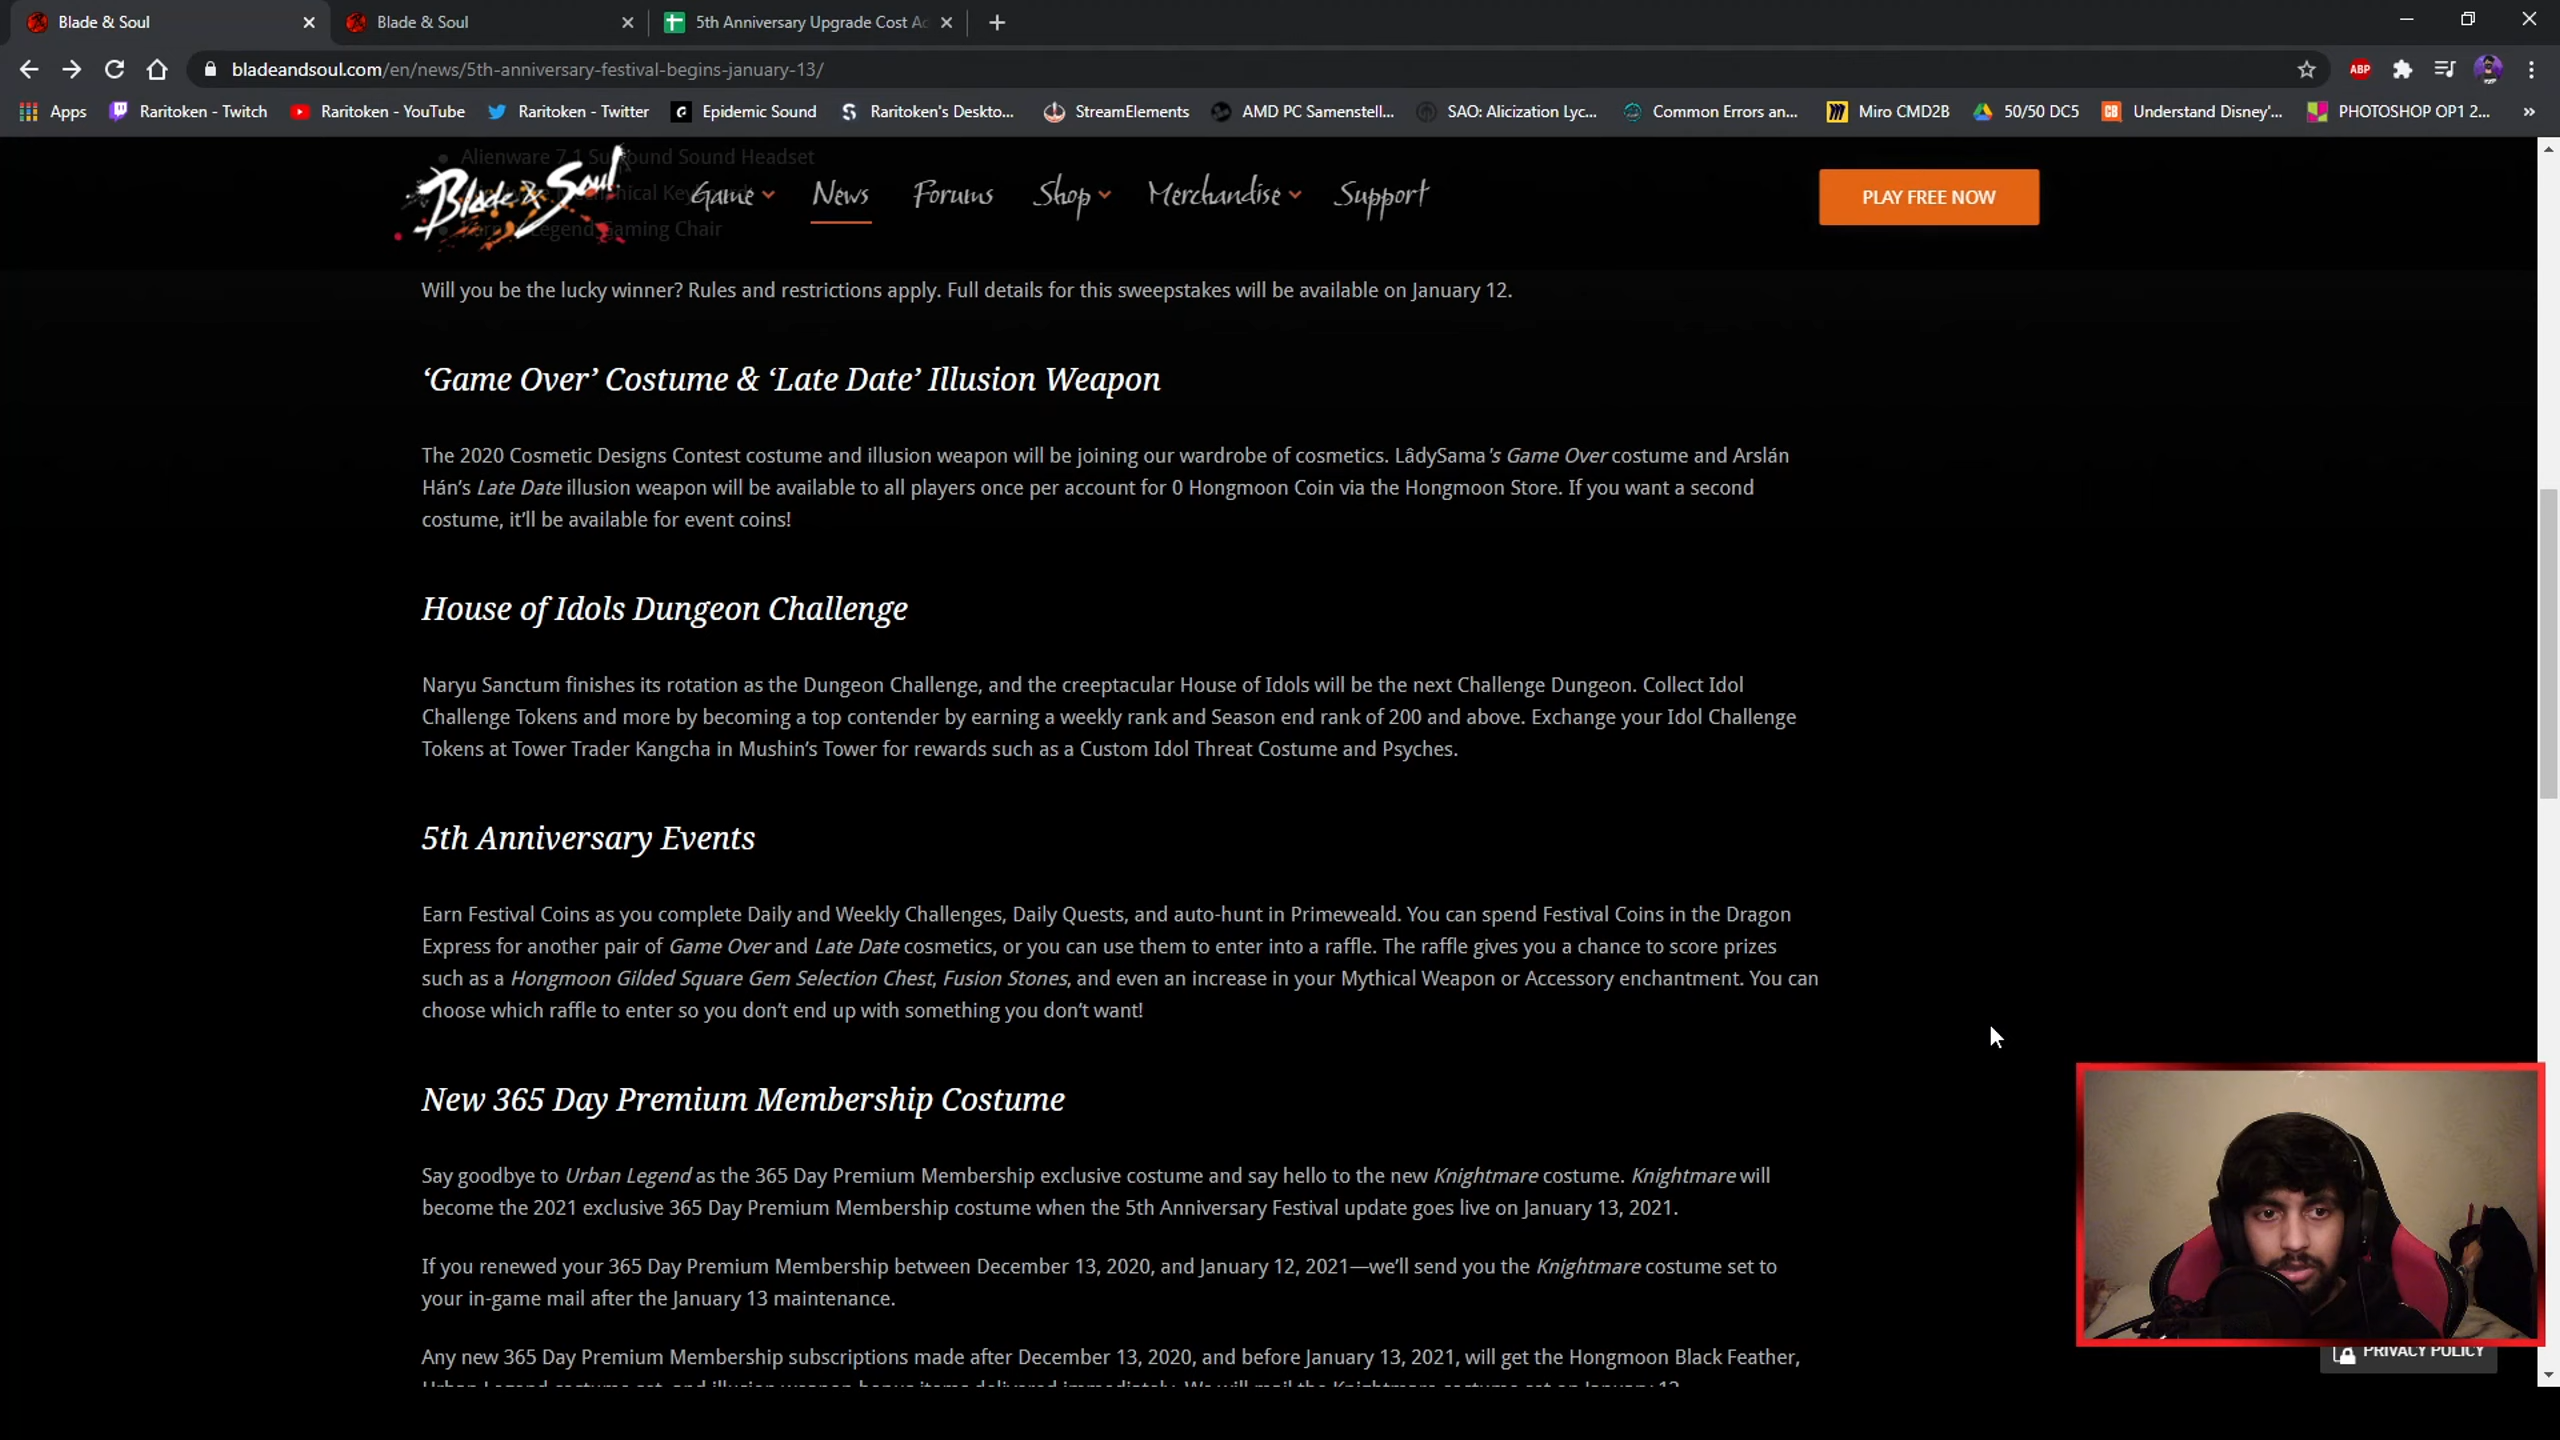 Blade & Soul
Blade & Soul
5th Anniversary Upgrade Cost Ad
bladeandsoul.com/en/news/5th-anniversary-festival-begins-january-13/
ABP
Apps
Raritoken - Twitch
Raritoken - YouTube
Raritoken - Twitter
Epidemic Sound
Raritoken's Deskto...
StreamElements
AMD PC Samenstell...
SAO: Alicization Lyc...
Common Errors an...
Miro CMD2B
50/50 DC5
Understand Disney'...
PHOTOSHOP OP1 2...
Alienware 7.1 Surround Sound Headset
Legend Gaming Chair
Blade & Soul
Game
News
Forums
Shop
Merchandise
Support
PLAY FREE NOW
Will you be the lucky winner? Rules and restrictions apply. Full details for this sweepstakes will be available on January 12.
‘Game Over’ Costume & ‘Late Date’ Illusion Weapon
The 2020 Cosmetic Designs Contest costume and illusion weapon will be joining our wardrobe of cosmetics. LâdySama's Game Over costume and Arslán
Hán’s Late Date illusion weapon will be available to all players once per account for 0 Hongmoon Coin via the Hongmoon Store. If you want a second
costume, it’ll be available for event coins!
House of Idols Dungeon Challenge
Naryu Sanctum finishes its rotation as the Dungeon Challenge, and the creeptacular House of Idols will be the next Challenge Dungeon. Collect Idol
Challenge Tokens and more by becoming a top contender by earning a weekly rank and Season end rank of 200 and above. Exchange your Idol Challenge
Tokens at Tower Trader Kangcha in Mushin’s Tower for rewards such as a Custom Idol Threat Costume and Psyches.
5th Anniversary Events
Earn Festival Coins as you complete Daily and Weekly Challenges, Daily Quests, and auto-hunt in Primeweald. You can spend Festival Coins in the Dragon
Express for another pair of Game Over and Late Date cosmetics, or you can use them to enter into a raffle. The raffle gives you a chance to score prizes
such as a Hongmoon Gilded Square Gem Selection Chest, Fusion Stones, and even an increase in your Mythical Weapon or Accessory enchantment. You can
choose which raffle to enter so you don’t end up with something you don’t want!
New 365 Day Premium Membership Costume
Say goodbye to Urban Legend as the 365 Day Premium Membership exclusive costume and say hello to the new Knightmare costume. Knightmare will
become the 2021 exclusive 365 Day Premium Membership costume when the 5th Anniversary Festival update goes live on January 13, 2021.
If you renewed your 365 Day Premium Membership between December 13, 2020, and January 12, 2021—we’ll send you the Knightmare costume set to
your in-game mail after the January 13 maintenance.
Any new 365 Day Premium Membership subscriptions made after December 13, 2020, and before January 13, 2021, will get the Hongmoon Black Feather,
PRIVACY POLICY